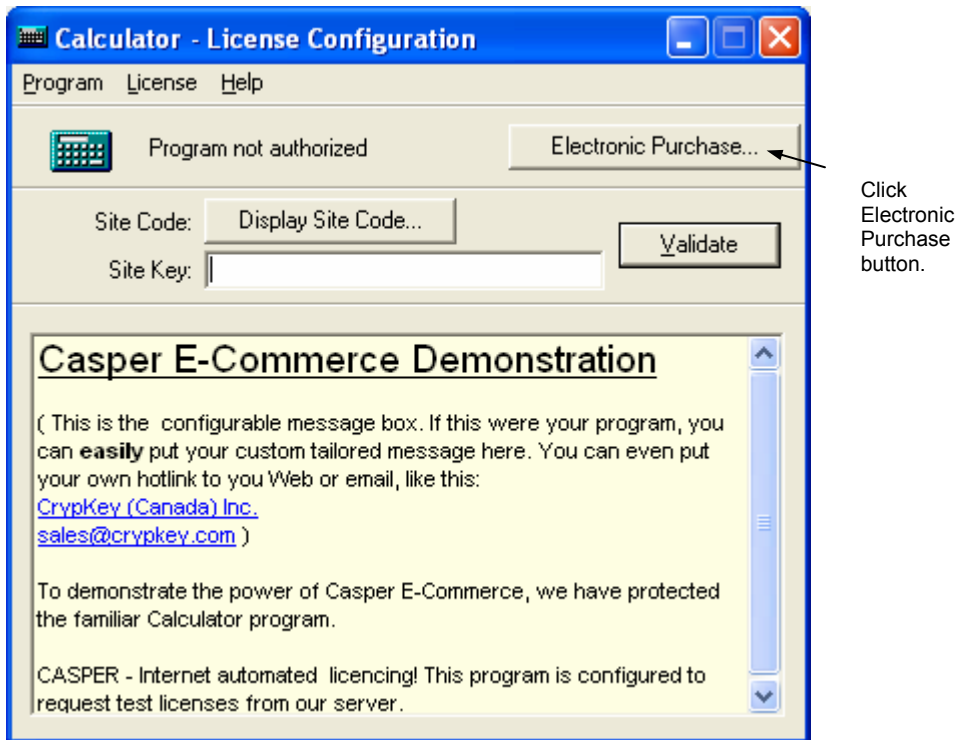 Calculator - License Configuration
Program License Help
Program not authorized
Electronic Purchase...
Click
Electronic
Purchase
button.
Site Code:
Display Site Code...
Validate
Site Key:
Casper E-Commerce Demonstration
( This is the configurable message box. If this were your program, you
can easily put your custom tailored message here. You can even put
your own hotlink to you Web or email, like this:
CrypKey (Canada) Inc.
sales@crypkey.com )
To demonstrate the power of Casper E-Commerce, we have protected
the familiar Calculator program.
CASPER - Internet automated licencing! This program is configured to
request test licenses from our server.